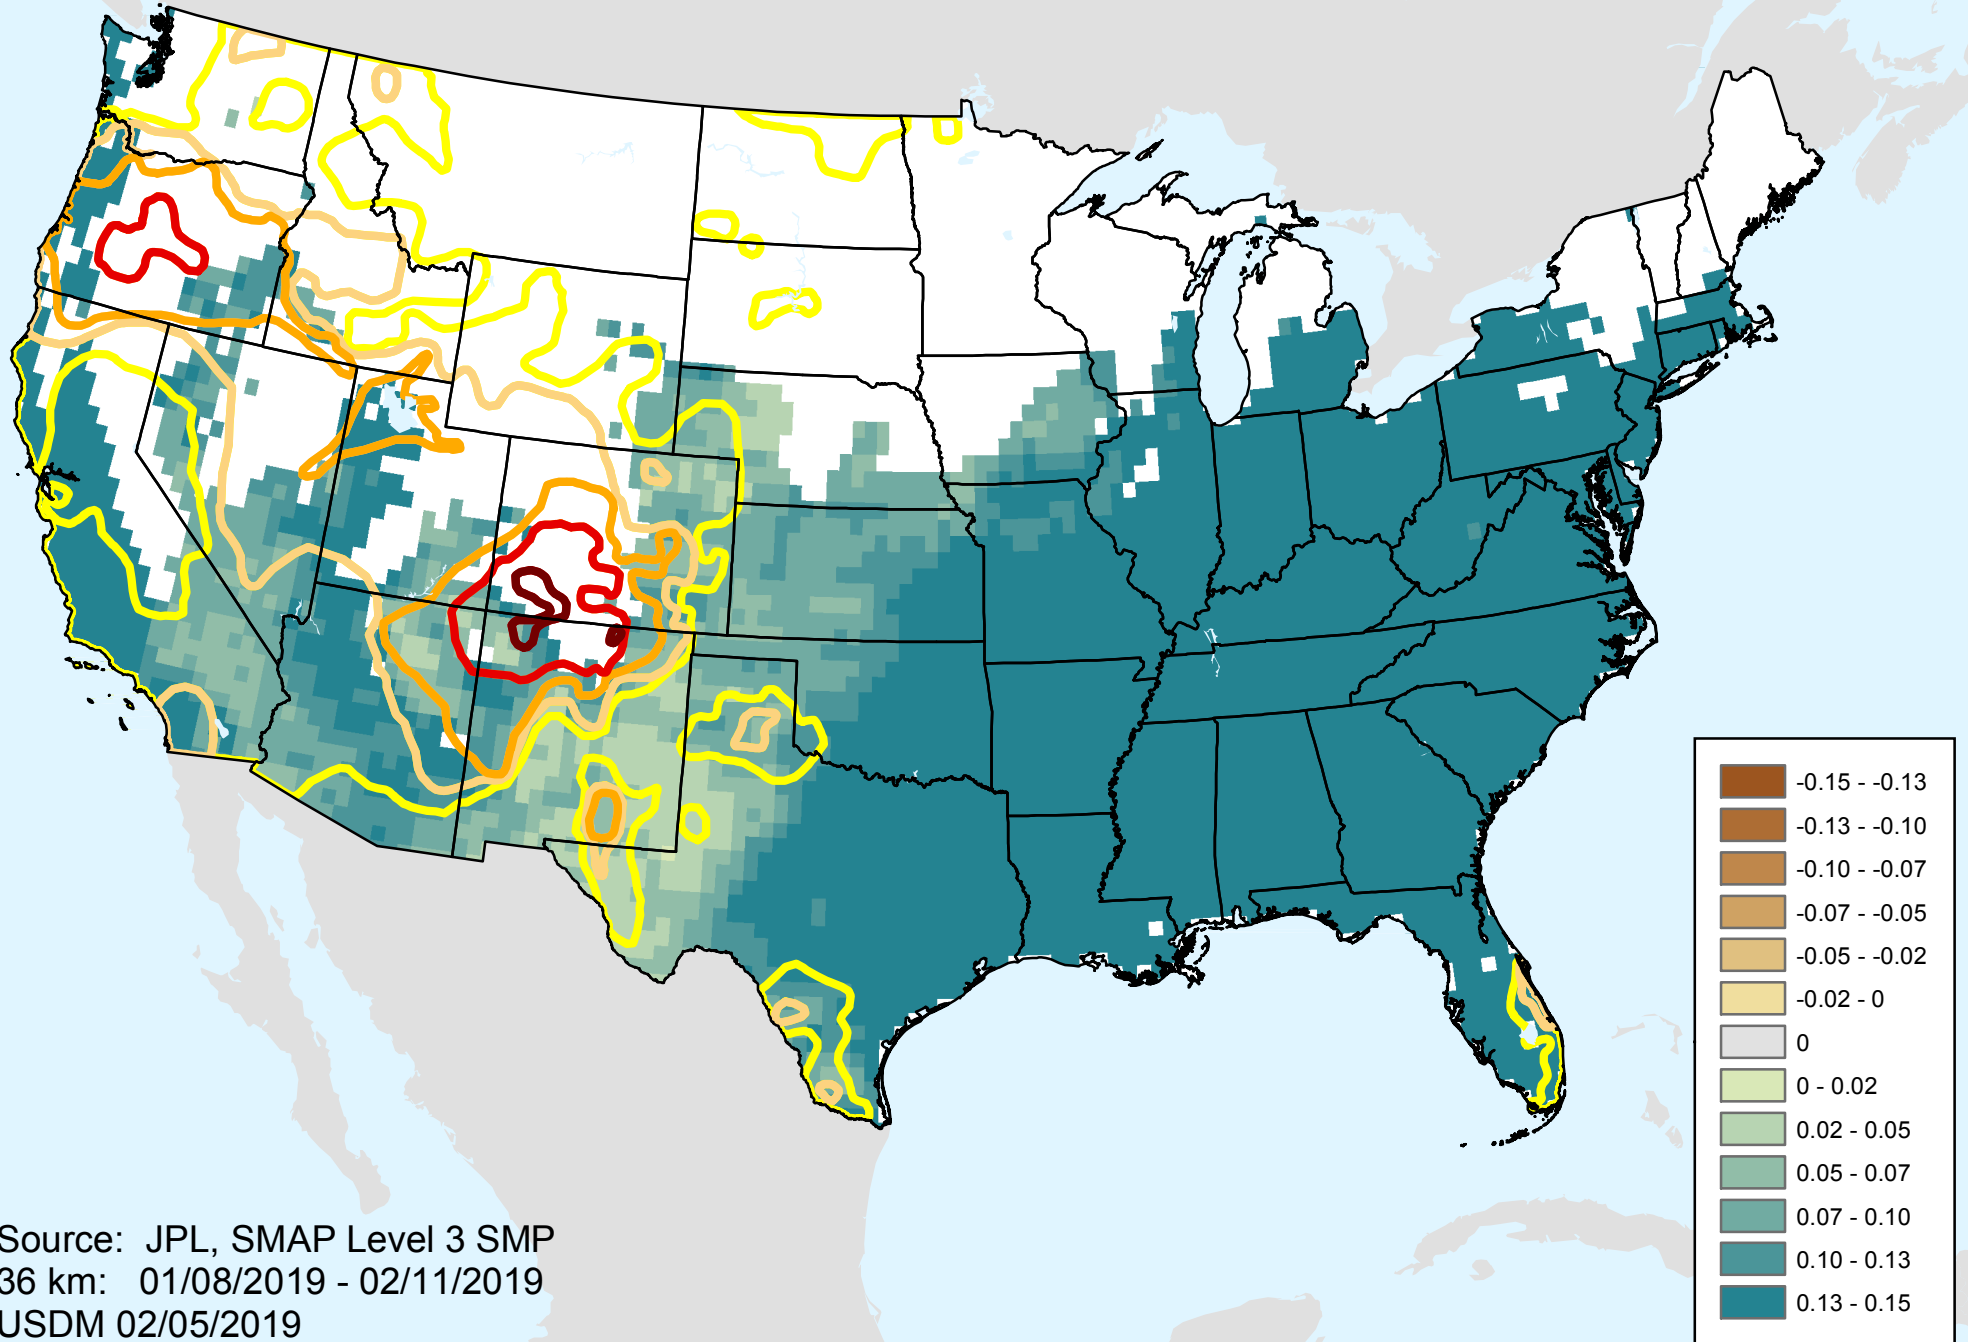 -0.15 - -0.13
-0.13 - -0.10
-0.10 - -0.07
-0.07 - -0.05
-0.05 - -0.02
-0.02 - 0
0
0 - 0.02
0.02 - 0.05
0.05 - 0.07
0.07 - 0.10
0.10 - 0.13
0.13 - 0.15
Source: JPL, SMAP Level 3 SMP
36 km: 01/08/2019 - 02/11/2019
USDM 02/05/2019